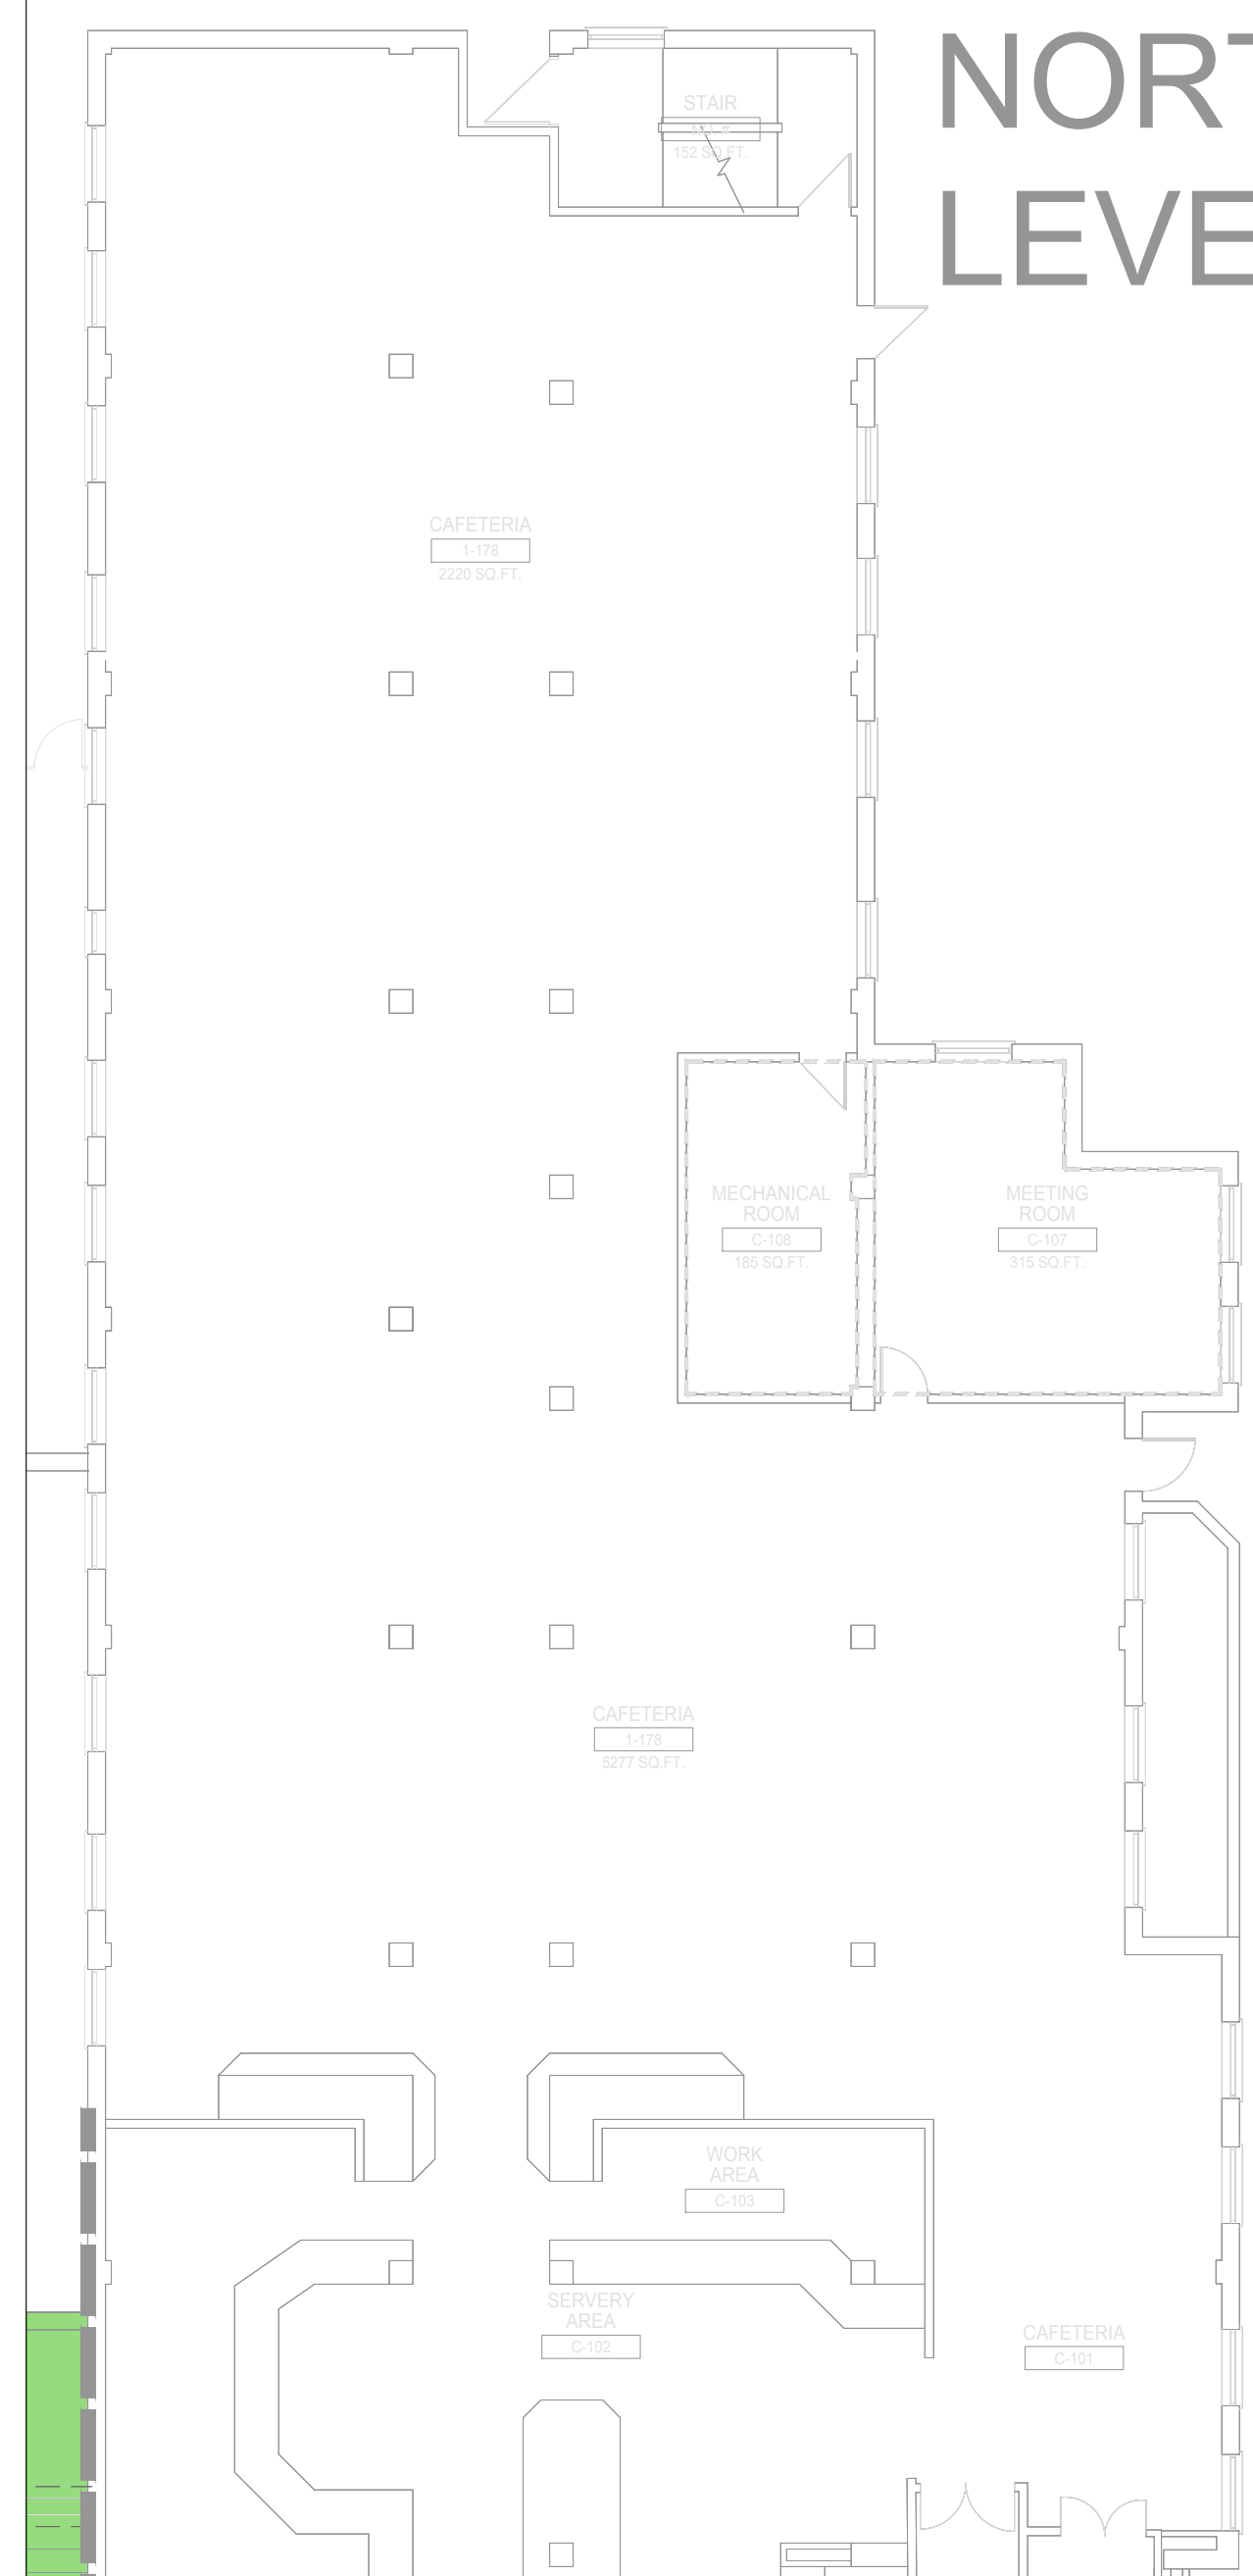 NORT
LEVE
STAIR
NO. #
152 SQ.FT.
CAFETERIA
1-178
2220 SQ.FT.
MECHANICAL
ROOM
C-108
185 SQ.FT.
MEETING
ROOM
C-107
315 SQ.FT.
CAFETERIA
1-178
5277 SQ.FT.
WORK
AREA
C-103
SERVERY
AREA
C-102
CAFETERIA
C-101